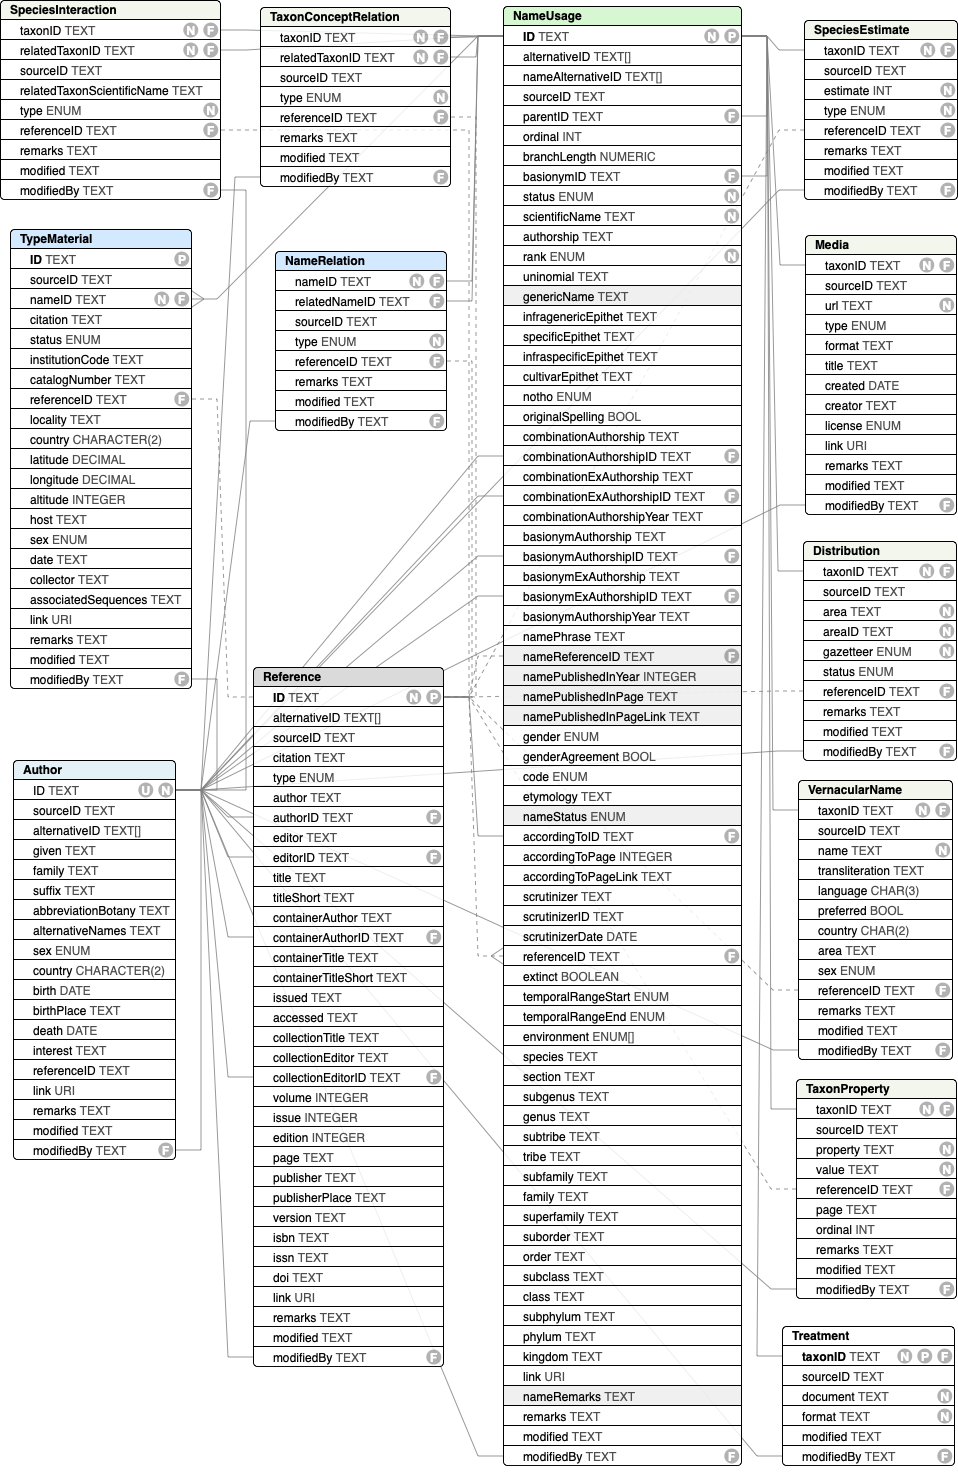 SpeciesInteraction
taxonID TEXT N F
relatedTaxonID TEXT N F
sourceID TEXT
relatedTaxonScientificName TEXT
type ENUM N
referenceID TEXT F
remarks TEXT
modified TEXT
modifiedBy TEXT F
TaxonConceptRelation
taxonID TEXT N F
relatedTaxonID TEXT N F
sourceID TEXT
type ENUM N
referenceID TEXT F
remarks TEXT
modified TEXT
modifiedBy TEXT F
TypeMaterial
ID TEXT P
sourceID TEXT
nameID TEXT N F
citation TEXT
status ENUM
institutionCode TEXT
catalogNumber TEXT
referenceID TEXT F
locality TEXT
country CHARACTER(2)
latitude DECIMAL
longitude DECIMAL
altitude INTEGER
host TEXT
sex ENUM
date TEXT
collector TEXT
associatedSequences TEXT
link URI
remarks TEXT
modified TEXT
modifiedBy TEXT F
NameRelation
nameID TEXT N F
relatedNameID TEXT F
sourceID TEXT
type ENUM N
referenceID TEXT F
remarks TEXT
modified TEXT
modifiedBy TEXT F
Author
ID TEXT U N
sourceID TEXT
alternativeID TEXT[]
given TEXT
family TEXT
suffix TEXT
abbreviationBotany TEXT
alternativeNames TEXT
sex ENUM
country CHARACTER(2)
birth DATE
birthPlace TEXT
death DATE
interest TEXT
referenceID TEXT
link URI
remarks TEXT
modified TEXT
modifiedBy TEXT F
Reference
ID TEXT N P
alternativeID TEXT[]
sourceID TEXT
citation TEXT
type ENUM
author TEXT
authorID TEXT F
editor TEXT
editorID TEXT F
title TEXT
titleShort TEXT
containerAuthor TEXT
containerAuthorID TEXT F
containerTitle TEXT
containerTitleShort TEXT
issued TEXT
accessed TEXT
collectionTitle TEXT
collectionEditor TEXT
collectionEditorID TEXT F
volume INTEGER
issue INTEGER
edition INTEGER
page TEXT
publisher TEXT
publisherPlace TEXT
version TEXT
isbn TEXT
issn TEXT
doi TEXT
link URI
remarks TEXT
modified TEXT
modifiedBy TEXT F
NameUsage
ID TEXT N P
alternativeID TEXT[]
nameAlternativeID TEXT[]
sourceID TEXT
parentID TEXT F
ordinal INT
branchLength NUMERIC
basionymID TEXT F
status ENUM N
scientificName TEXT N
authorship TEXT
rank ENUM N
uninomial TEXT
genericName TEXT
infragenericEpithet TEXT
specificEpithet TEXT
infraspecificEpithet TEXT
cultivarEpithet TEXT
notho ENUM
originalSpelling BOOL
combinationAuthorship TEXT
combinationAuthorshipID TEXT F
combinationExAuthorship TEXT
combinationExAuthorshipID TEXT F
combinationAuthorshipYear TEXT
basionymAuthorship TEXT
basionymAuthorshipID TEXT F
basionymExAuthorship TEXT
basionymExAuthorshipID TEXT F
basionymAuthorshipYear TEXT
namePhrase TEXT
nameReferenceID TEXT F
namePublishedInYear INTEGER
namePublishedInPage TEXT
namePublishedInPageLink TEXT
gender ENUM
genderAgreement BOOL
code ENUM
etymology TEXT
nameStatus ENUM
accordingToID TEXT F
accordingToPage INTEGER
accordingToPageLink TEXT
scrutinizer TEXT
scrutinizerID TEXT
scrutinizerDate DATE
referenceID TEXT F
extinct BOOLEAN
temporalRangeStart ENUM
temporalRangeEnd ENUM
environment ENUM[]
species TEXT
section TEXT
subgenus TEXT
genus TEXT
subtribe TEXT
tribe TEXT
subfamily TEXT
family TEXT
superfamily TEXT
suborder TEXT
order TEXT
subclass TEXT
class TEXT
subphylum TEXT
phylum TEXT
kingdom TEXT
link URI
nameRemarks TEXT
remarks TEXT
modified TEXT
modifiedBy TEXT F
SpeciesEstimate
taxonID TEXT N F
sourceID TEXT
estimate INT N
type ENUM N
referenceID TEXT F
remarks TEXT
modified TEXT
modifiedBy TEXT F
Media
taxonID TEXT N F
sourceID TEXT
url TEXT N
type ENUM
format TEXT
title TEXT
created DATE
creator TEXT
license ENUM
link URI
remarks TEXT
modified TEXT
modifiedBy TEXT F
Distribution
taxonID TEXT N F
sourceID TEXT
area TEXT N
areaID TEXT N
gazetteer ENUM N
status ENUM
referenceID TEXT F
remarks TEXT
modified TEXT
modifiedBy TEXT F
VernacularName
taxonID TEXT N F
sourceID TEXT
name TEXT N
transliteration TEXT
language CHAR(3)
preferred BOOL
country CHAR(2)
area TEXT
sex ENUM
referenceID TEXT F
remarks TEXT
modified TEXT
modifiedBy TEXT F
TaxonProperty
taxonID TEXT N F
sourceID TEXT
property TEXT N
value TEXT N
referenceID TEXT F
page TEXT
ordinal INT
remarks TEXT
modified TEXT
modifiedBy TEXT F
Treatment
taxonID TEXT N P F
sourceID TEXT
document TEXT N
format TEXT N
modified TEXT
modifiedBy TEXT F